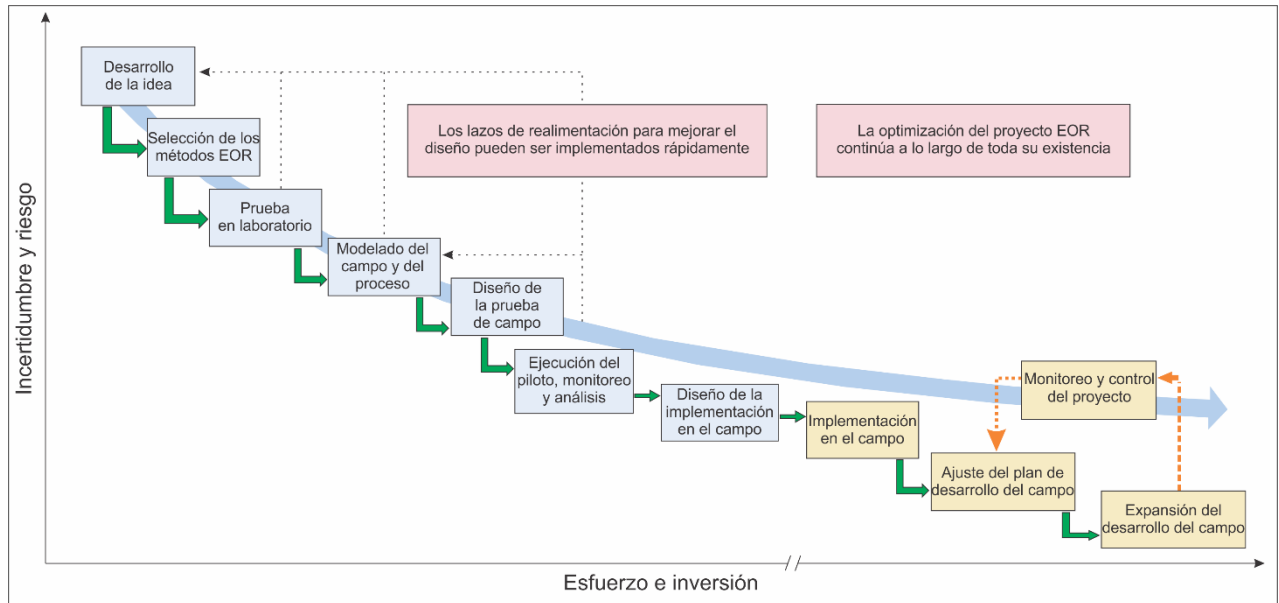 Desarrollo
de la idea
Selección de los
métodos EOR
Prueba
en laboratorio
Modelado del
campo y del
proceso
Diseño de
la prueba
de campo
Ejecución del
piloto, monitoreo
y análisis
Diseño de la
implementación
en el campo
Implementación
en el campo
Ajuste del plan de
desarrollo del campo
Expansión del
desarrollo del campo
Monitoreo y control
del proyecto
Los lazos de realimentación para mejorar el
diseño pueden ser implementados rápidamente
La optimización del proyecto EOR
continúa a lo largo de toda su existencia
Incertidumbre y riesgo
Esfuerzo e inversión